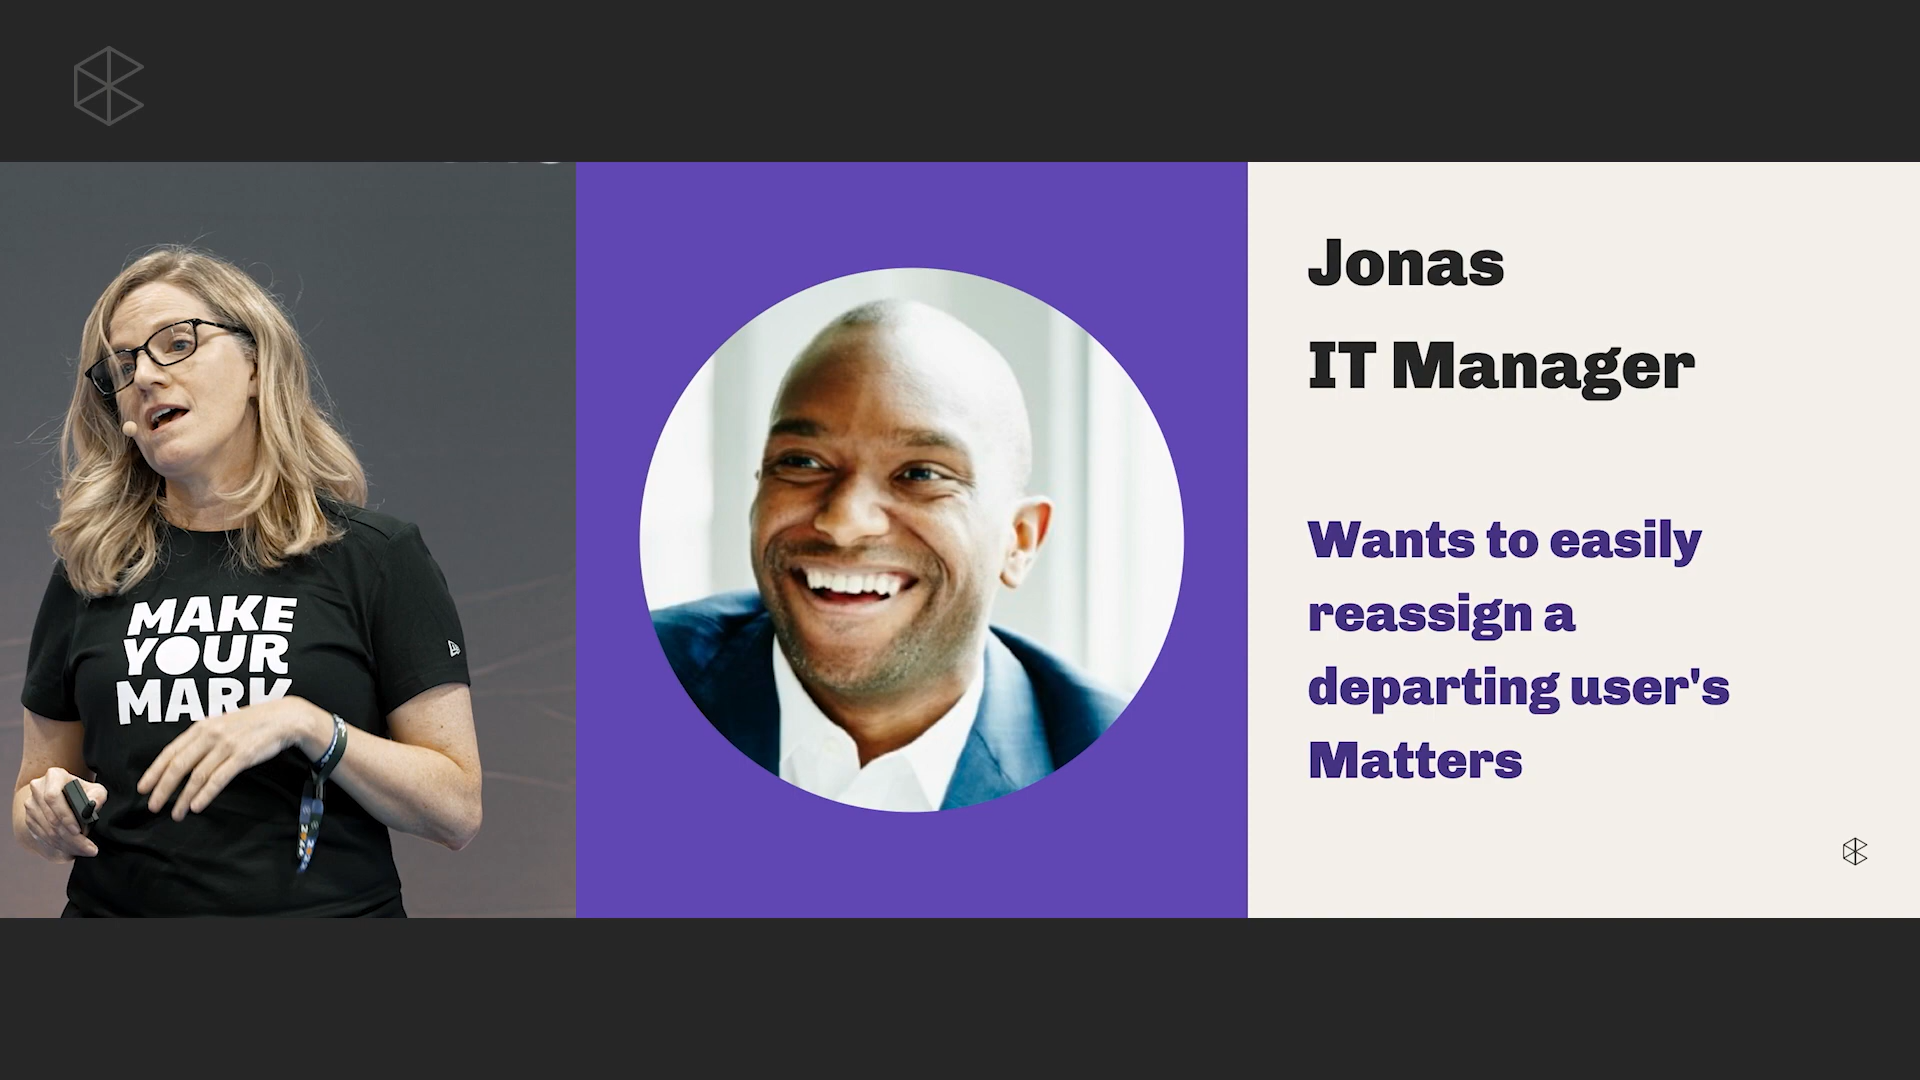 MAKE
YOUR
MARK
Jonas
IT Manager
Wants to easily
reassign a
departing user's
Matters